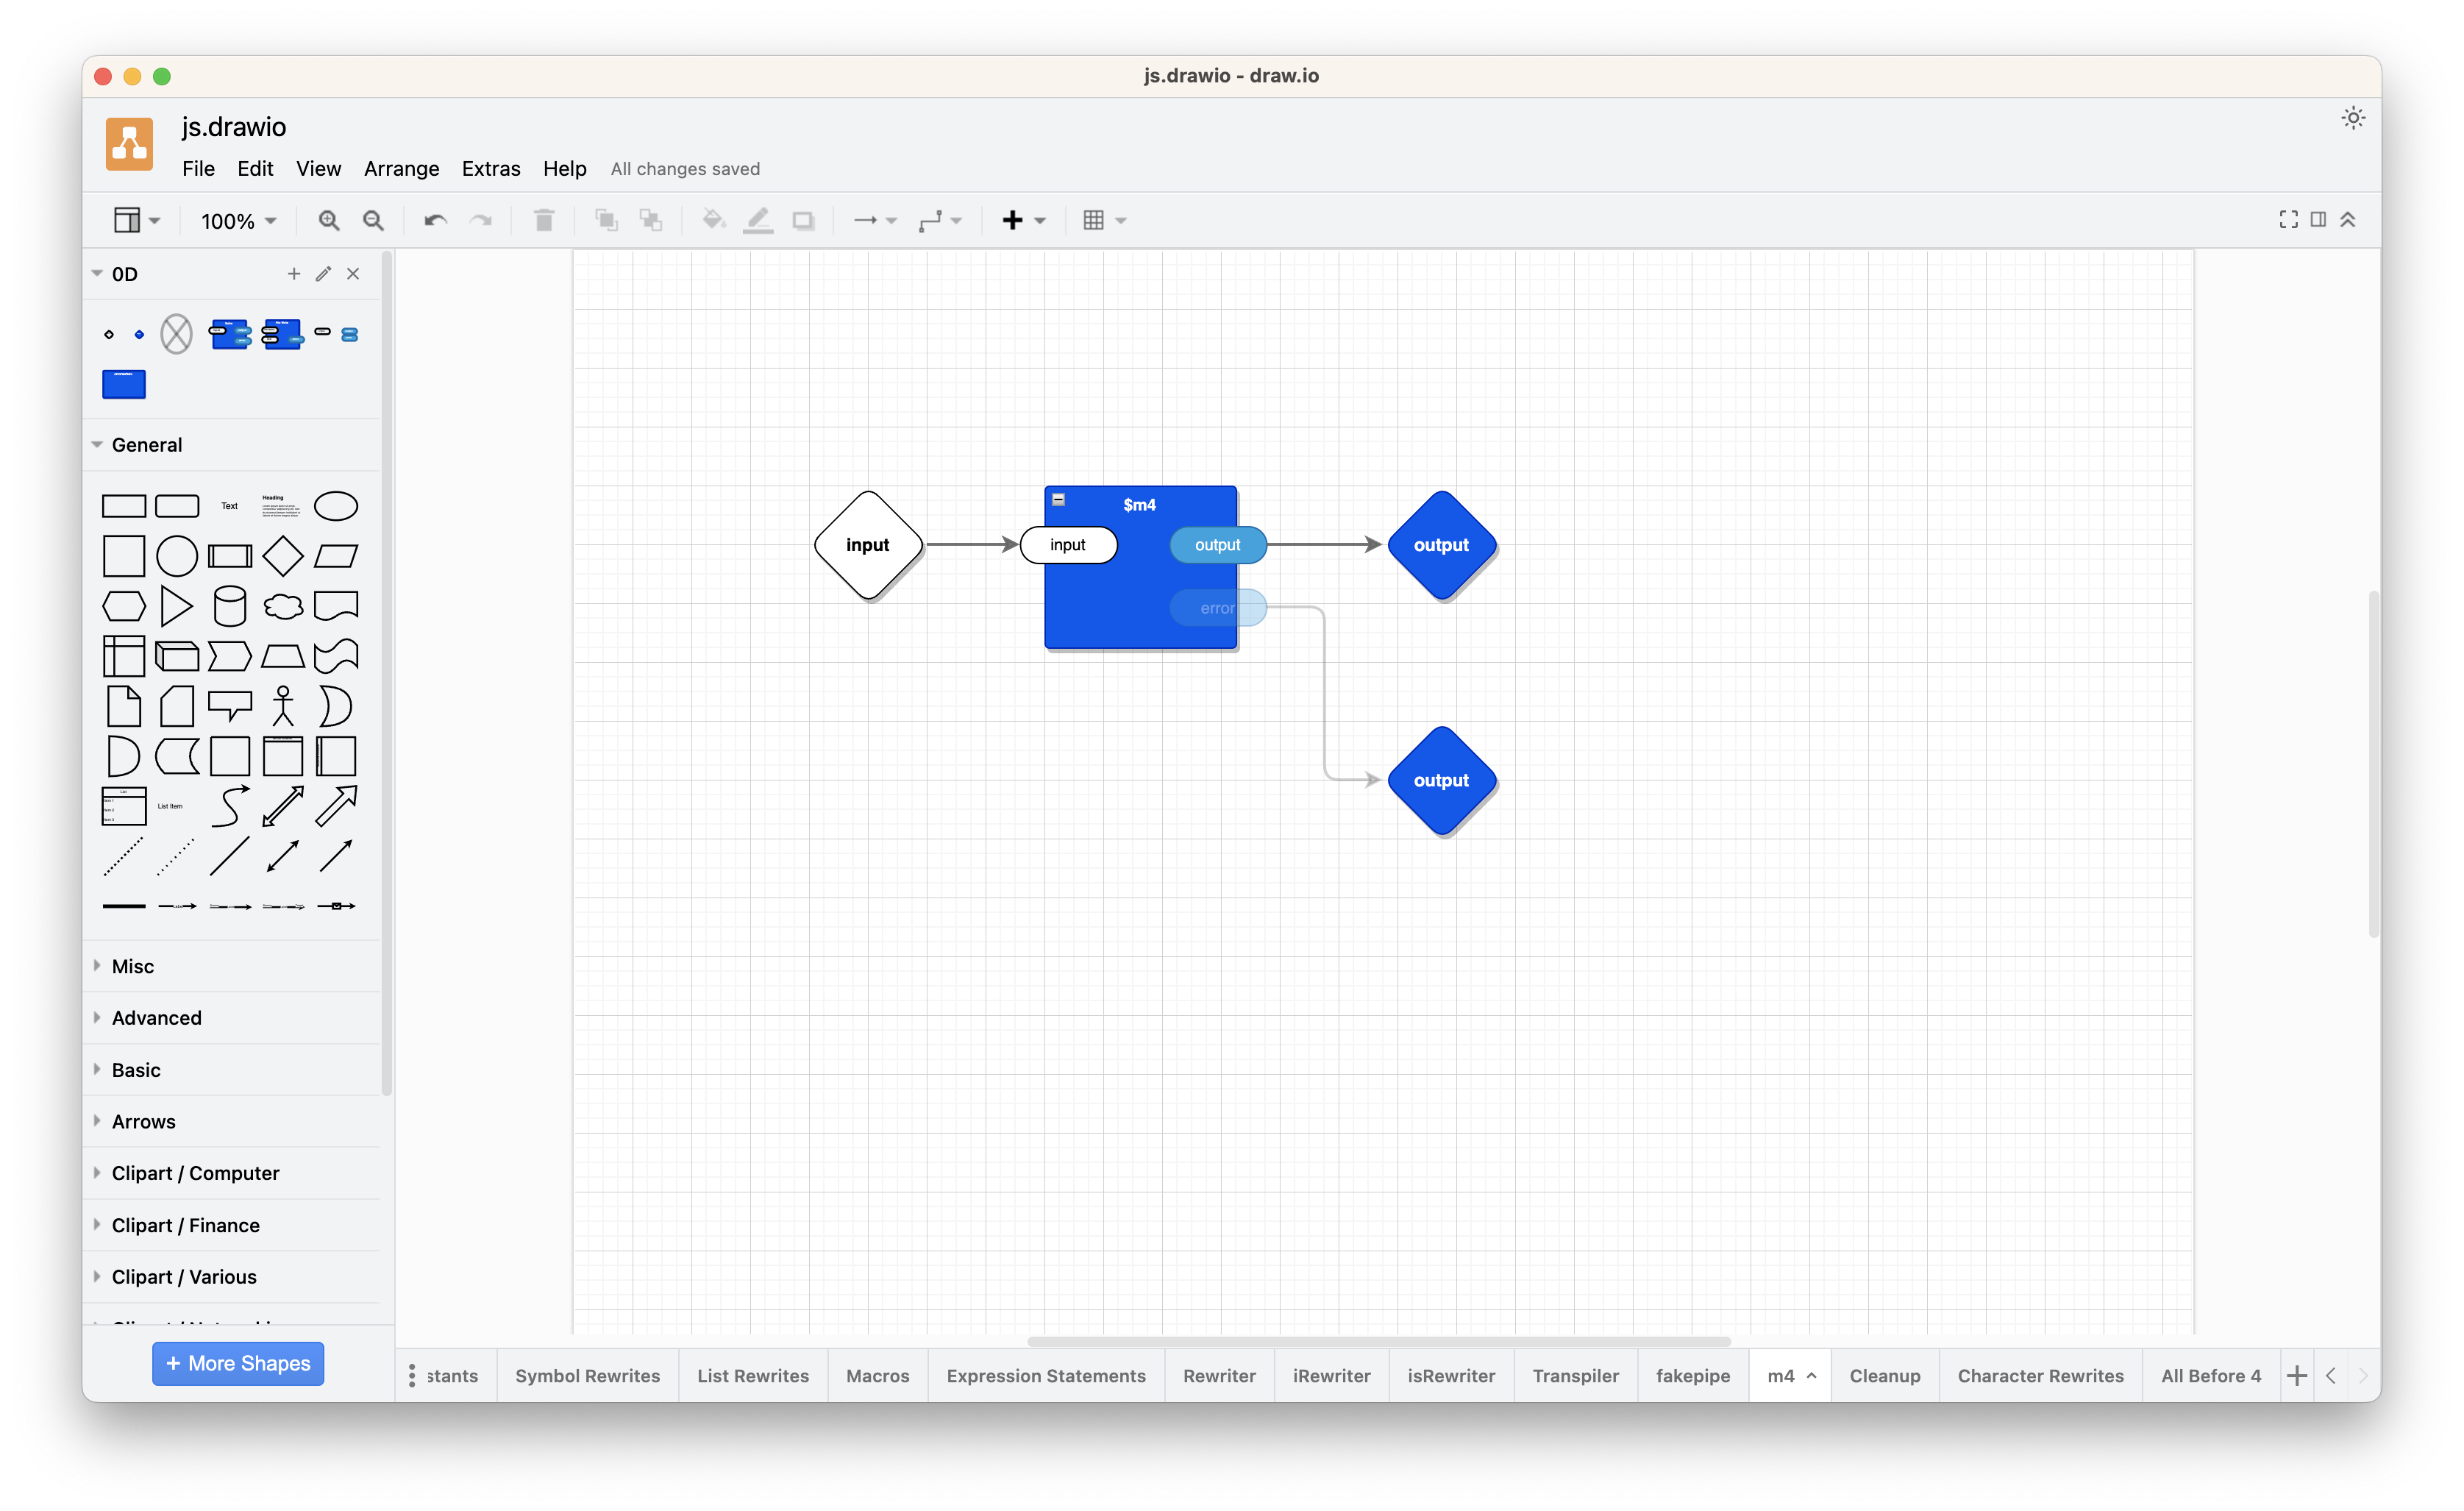 js.drawio - draw.io
js.drawio
File Edit View Arrange Extras Help All changes saved
100%
0D
General
Text
Heading
List
List Item
$m4
input
input
output
output
error
output
Misc
Advanced
Basic
Arrows
Clipart / Computer
Clipart / Finance
Clipart / Various
+ More Shapes
stants Symbol Rewrites List Rewrites Macros Expression Statements Rewriter iRewriter isRewriter Transpiler fakepipe m4 Cleanup Character Rewrites All Before 4